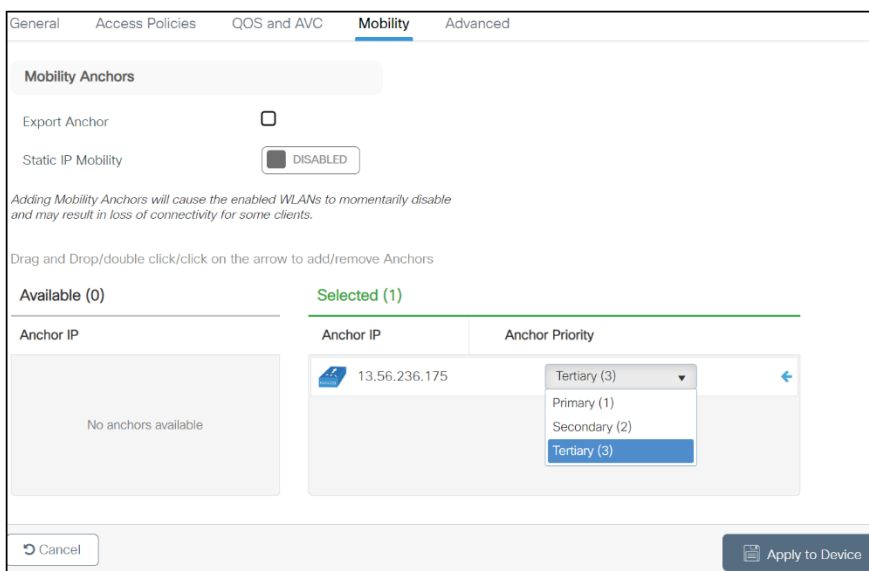 General Access Policies QOS and AVC Mobility Advanced
Mobility Anchors
Export Anchor
Static IP Mobility DISABLED
Adding Mobility Anchors will cause the enabled WLANs to momentarily disable
and may result in loss of connectivity for some clients.
Drag and Drop/double click/click on the arrow to add/remove Anchors
Available (0) Selected (1)
Anchor IP Anchor IP Anchor Priority
13.56.236.175 Tertiary (3)
Primary (1)
No anchors available Secondary (2)
Tertiary (3)
Cancel Apply to Device